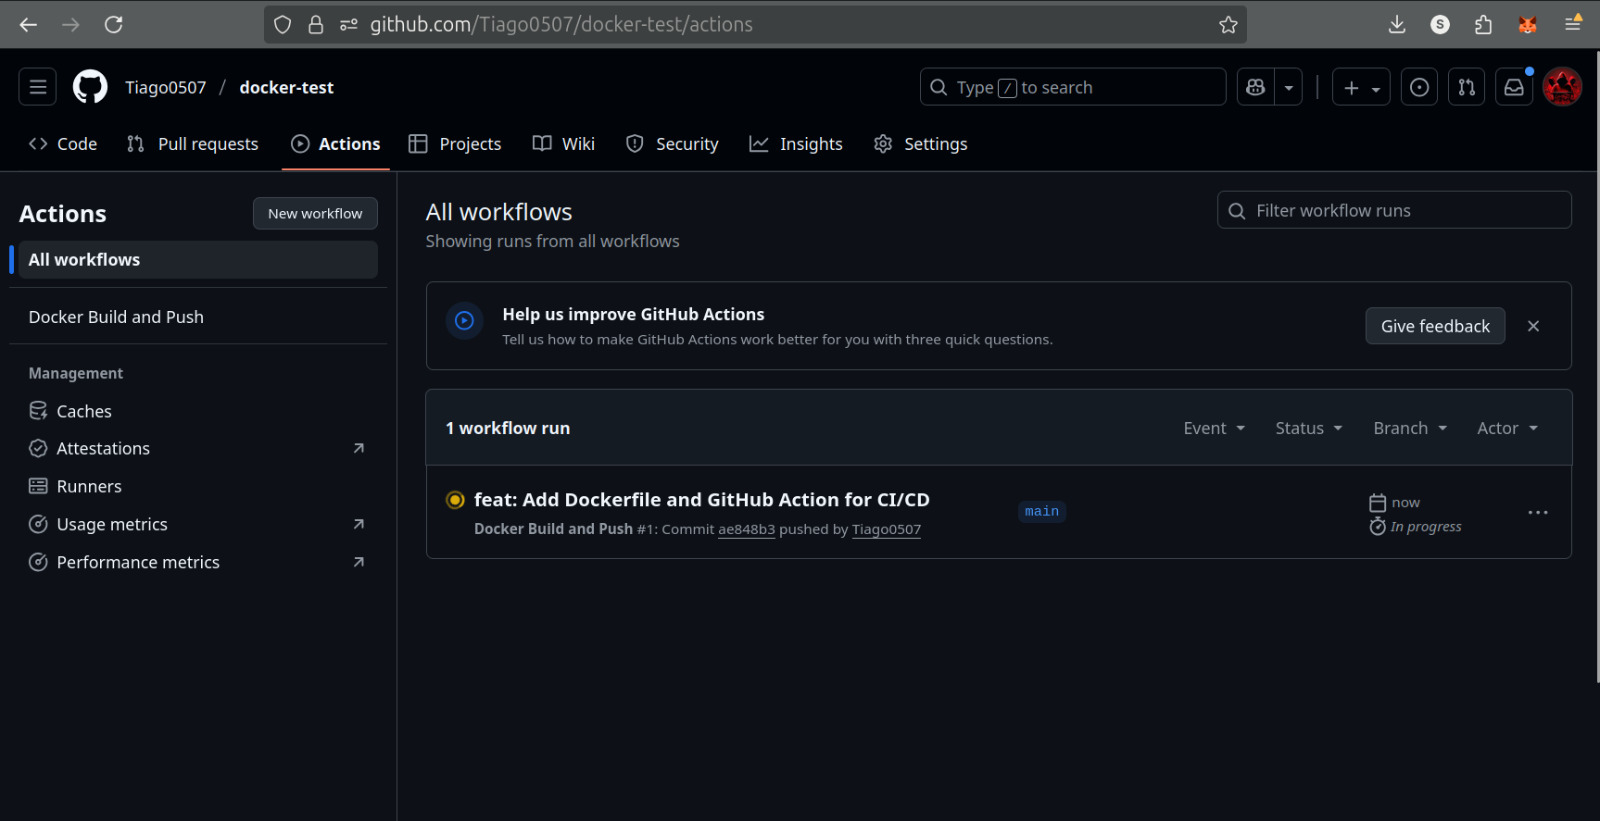 github.com/Tiago0507/docker-test/actions
S
Tiago0507 / docker-test
Type / to search
Code
Pull requests
Actions
Projects
Wiki
Security
Insights
Settings
Actions
New workflow
All workflows
Docker Build and Push
Management
Caches
Attestations
Runners
Usage metrics
Performance metrics
All workflows
Showing runs from all workflows
Filter workflow runs
Help us improve GitHub Actions
Tell us how to make GitHub Actions work better for you with three quick questions.
Give feedback
1 workflow run
Event
Status
Branch
Actor
feat: Add Dockerfile and GitHub Action for CI/CD
Docker Build and Push #1: Commit ae848b3 pushed by Tiago0507
main
now
In progress